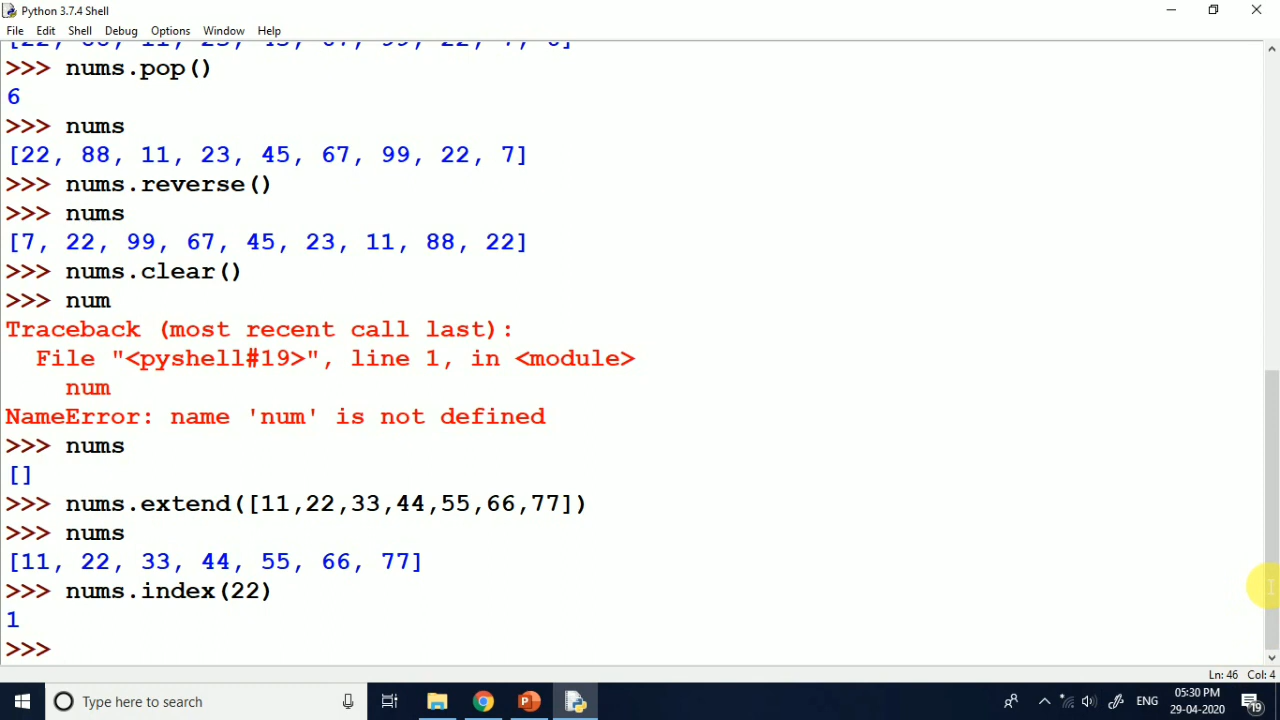 Python 3.7.4 Shell
File Edit Shell Debug Options Window Help
>>> nums.pop()
6
>>> nums
[22, 88, 11, 23, 45, 67, 99, 22, 7]
>>> nums.reverse()
>>> nums
[7, 22, 99, 67, 45, 23, 11, 88, 22]
>>> nums.clear()
>>> num
Traceback (most recent call last):
  File "<pyshell#19>", line 1, in <module>
    num
NameError: name 'num' is not defined
>>> nums
[]
>>> nums.extend([11,22,33,44,55,66,77])
>>> nums
[11, 22, 33, 44, 55, 66, 77]
>>> nums.index(22)
1
>>>
Ln: 46 Col: 4
Type here to search
ENG
05:30 PM
29-04-2020
19